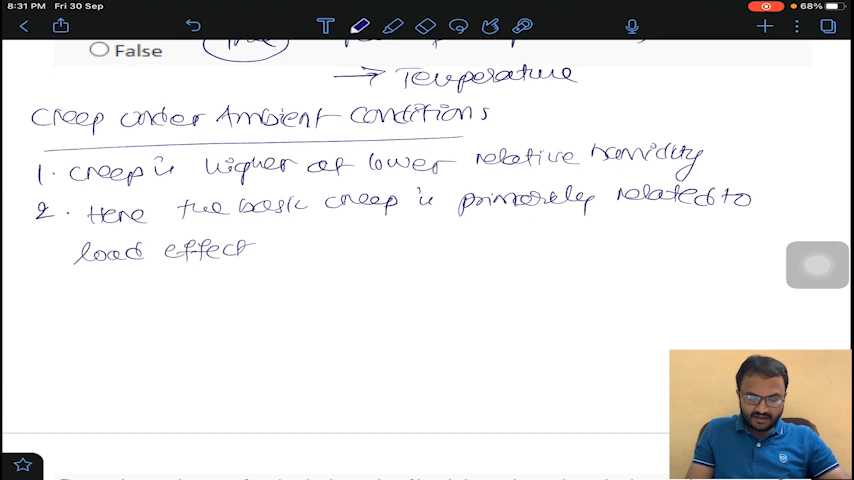 8:31 PM Fri 30 Sep
68%
False
→ Temperature
Creep under Ambient conditions
1. creep is higher at lower relative humidity
2. Here the basic creep is primarely related to
load effect